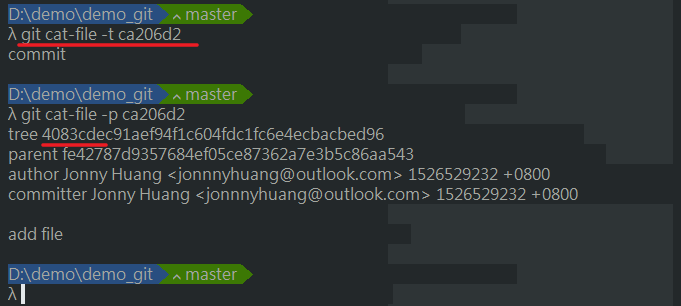 D:\demo\demo_git master
λ git cat-file -t ca206d2
commit
D:\demo\demo_git master
λ git cat-file -p ca206d2
tree 4083cdec91aef94f1c604fdc1fc6e4ecbacbed96
parent fe42787d9357684ef05ce87362a7e3b5c86aa543
author Jonny Huang <jonnnyhuang@outlook.com> 1526529232 +0800
committer Jonny Huang <jonnnyhuang@outlook.com> 1526529232 +0800
add file
D:\demo\demo_git master
λ